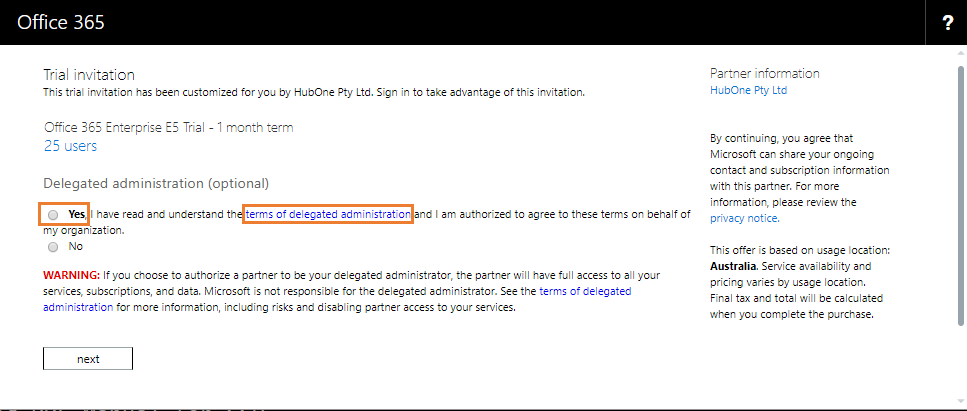 Office 365
?
Trial invitation
This trial invitation has been customized for you by HubOne Pty Ltd. Sign in to take advantage of this invitation.
Office 365 Enterprise E5 Trial - 1 month term
25 users
Delegated administration (optional)
Yes, I have read and understand the terms of delegated administration and I am authorized to agree to these terms on behalf of
my organization.
No
WARNING: If you choose to authorize a partner to be your delegated administrator, the partner will have full access to all your
services, subscriptions, and data. Microsoft is not responsible for the delegated administrator. See the terms of delegated
administration for more information, including risks and disabling partner access to your services.
next
Partner information
HubOne Pty Ltd
By continuing, you agree that
Microsoft can share your ongoing
contact and subscription information
with this partner. For more
information, please review the
privacy notice.
This offer is based on usage location:
Australia. Service availability and
pricing varies by usage location.
Final tax and total will be calculated
when you complete the purchase.